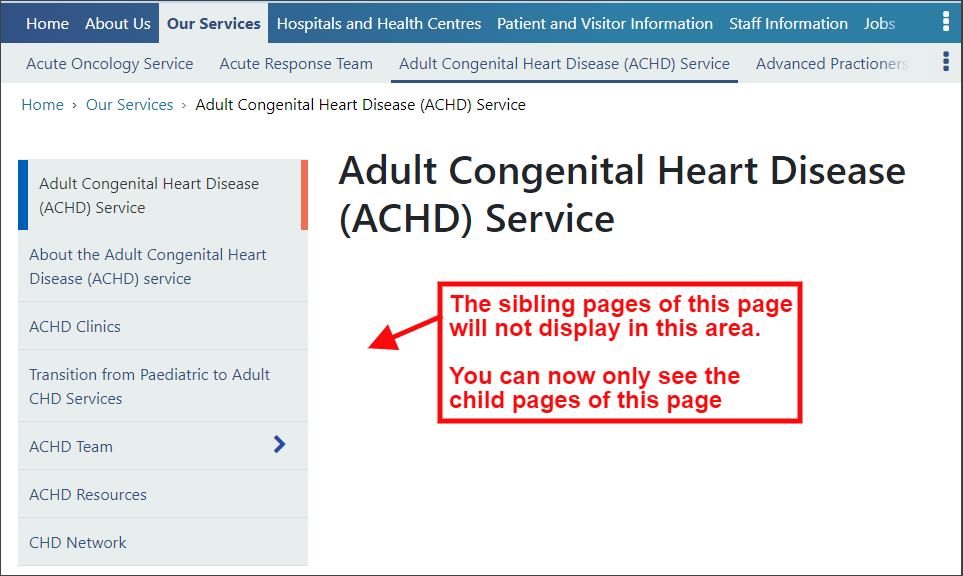 Home About Us Our Services Hospitals and Health Centres Patient and Visitor Information Staff Information Jobs
Acute Oncology Service Acute Response Team Adult Congenital Heart Disease (ACHD) Service Advanced Practioners
Home › Our Services › Adult Congenital Heart Disease (ACHD) Service
Adult Congenital Heart Disease
(ACHD) Service
Adult Congenital Heart Disease
(ACHD) Service
About the Adult Congenital Heart
Disease (ACHD) service
ACHD Clinics
Transition from Paediatric to Adult
CHD Services
ACHD Team
ACHD Resources
CHD Network
The sibling pages of this page
will not display in this area.
You can now only see the
child pages of this page